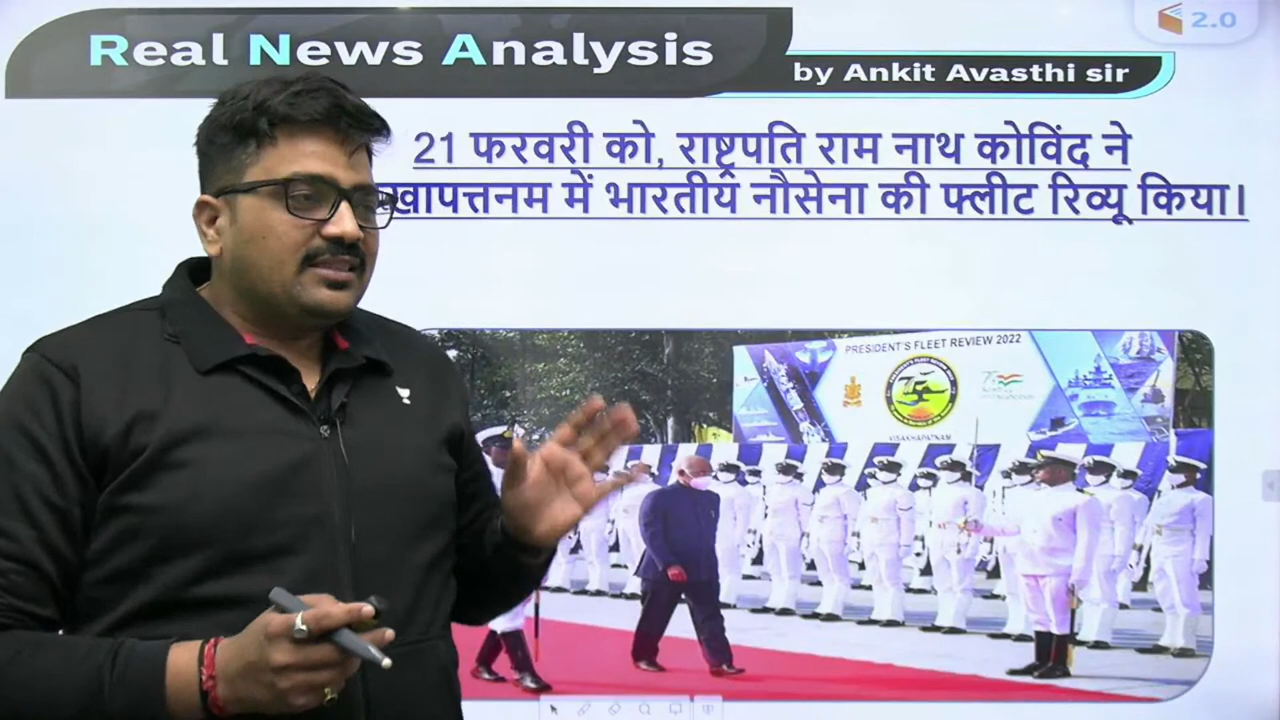 Real News Analysis
by Ankit Avasthi sir
2.0
21 फरवरी को, राष्ट्रपति राम नाथ कोविंद ने
खापत्तनम में भारतीय नौसेना की फ्लीट रिव्यू किया।
PRESIDENT'S FLEET REVIEW 2022
75
VISAKHAPATNAM